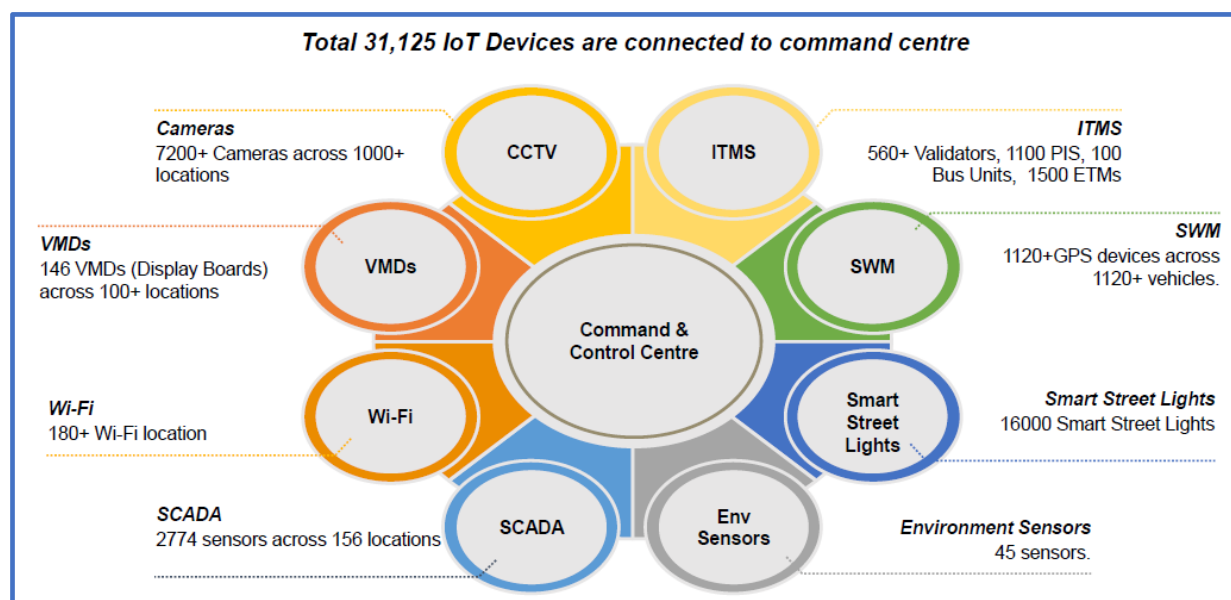 Total 31,125 IoT Devices are connected to command centre
Cameras
7200+ Cameras across 1000+
locations
CCTV
ITMS
ITMS
560+ Validators, 1100 PIS, 100
Bus Units, 1500 ETMs
VMDs
146 VMDs (Display Boards)
across 100+ locations
VMDs
SWM
SWM
1120+GPS devices across
1120+ vehicles.
Command &
Control Centre
Wi-Fi
180+ Wi-Fi location
Wi-Fi
Smart
Street
Lights
Smart Street Lights
16000 Smart Street Lights
SCADA
2774 sensors across 156 locations
SCADA
Env
Sensors
Environment Sensors
45 sensors.